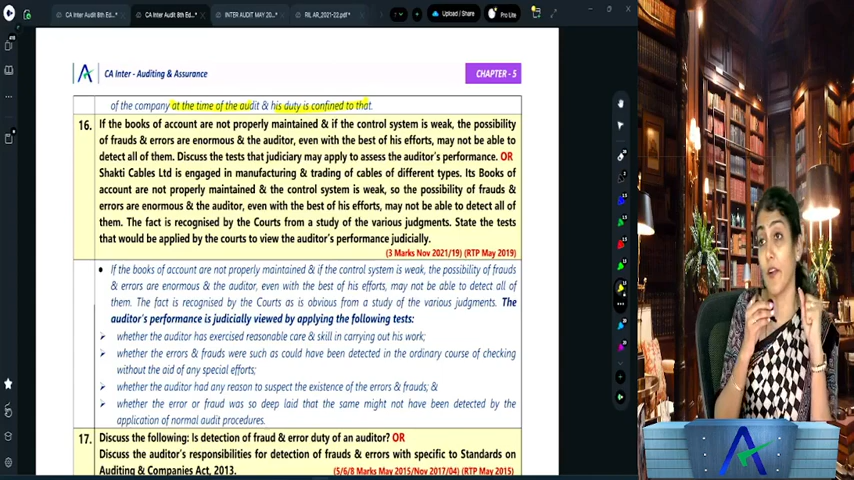 CA Inter Audit 8th Ed...*
CA Inter Audit 8th Ed...*
INTER AUDIT MAY 20...*
RIL AR_2021-22.pdf*
Upload / Share
Pro Lite
CA Inter - Auditing & Assurance
CHAPTER - 5
of the company at the time of the audit & his duty is confined to that.
16. If the books of account are not properly maintained & if the control system is weak, the possibility
of frauds & errors are enormous & the auditor, even with the best of his efforts, may not be able to
detect all of them. Discuss the tests that judiciary may apply to assess the auditor's performance. OR
Shakti Cables Ltd is engaged in manufacturing & trading of cables of different types. Its Books of
account are not properly maintained & the control system is weak, so the possibility of frauds &
errors are enormous & the auditor, even with the best of his efforts, may not be able to detect all of
them. The fact is recognised by the Courts from a study of the various judgments. State the tests
that would be applied by the courts to view the auditor's performance judicially.
(3 Marks Nov 2021/19) (RTP May 2019)
• If the books of account are not properly maintained & if the control system is weak, the possibility of frauds
& errors are enormous & the auditor, even with the best of his efforts, may not be able to detect all of
them. The fact is recognised by the Courts as is obvious from a study of the various judgments. The
auditor's performance is judicially viewed by applying the following tests:
➢ whether the auditor has exercised reasonable care & skill in carrying out his work;
➢ whether the errors & frauds were such as could have been detected in the ordinary course of checking
without the aid of any special efforts;
➢ whether the auditor had any reason to suspect the existence of the errors & frauds; &
➢ whether the error or fraud was so deep laid that the same might not have been detected by the
application of normal audit procedures.
17. Discuss the following: Is detection of fraud & error duty of an auditor? OR
Discuss the auditor's responsibilities for detection of frauds & errors with specific to Standards on
Auditing & Companies Act, 2013.
(5/6/8 Marks May 2015/Nov 2017/04) (RTP May 2015)